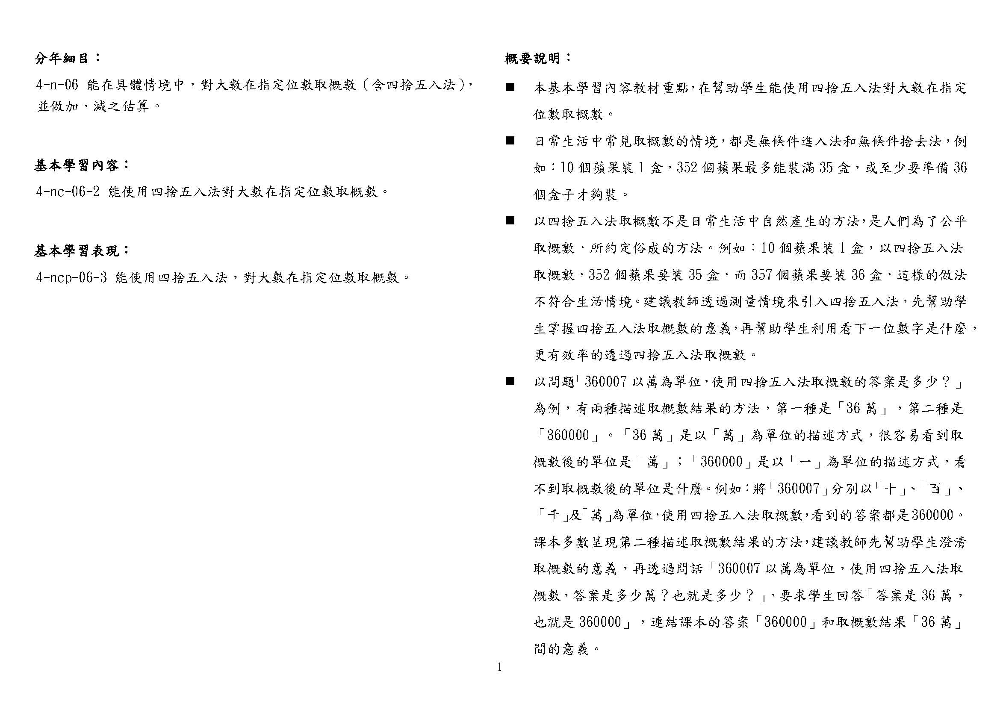 分年細目：
4-n-06 能在具體情境中，對大數在指定位數取概數（含四捨五入法），
並做加、減之估算。
基本學習內容：
4-nc-06-2 能使用四捨五入法對大數在指定位數取概數。
基本學習表現：
4-ncp-06-3 能使用四捨五入法，對大數在指定位數取概數。
概要說明：
■ 本基本學習內容教材重點，在幫助學生能使用四捨五入法對大數在指定
位數取概數。
■ 日常生活中常見取概數的情境，都是無條件進入法和無條件捨去法，例
如：10 個蘋果裝 1 盒，352 個蘋果最多能裝滿 35 盒，或至少要準備 36
個盒子才夠裝。
■ 以四捨五入法取概數不是日常生活中自然產生的方法，是人們為了公平
取概數，所約定俗成的方法。例如：10 個蘋果裝 1 盒，以四捨五入法
取概數，352 個蘋果要裝 35 盒，而 357 個蘋果要裝 36 盒，這樣的做法
不符合生活情境。建議教師透過測量情境來引入四捨五入法，先幫助學
生掌握四捨五入法取概數的意義，再幫助學生利用看下一位數字是什麼，
更有效率的透過四捨五入法取概數。
■ 以問題「360007 以萬為單位，使用四捨五入法取概數的答案是多少？」
為例，有兩種描述取概數結果的方法，第一種是「36 萬」，第二種是
「360000」。「36 萬」是以「萬」為單位的描述方式，很容易看到取
概數後的單位是「萬」；「360000」是以「一」為單位的描述方式，看
不到取概數後的單位是什麼。例如：將「360007」分別以「十」、「百」、
「千」及「萬」為單位，使用四捨五入法取概數，看到的答案都是360000。
課本多數呈現第二種描述取概數結果的方法，建議教師先幫助學生澄清
取概數的意義，再透過問話「360007 以萬為單位，使用四捨五入法取
概數，答案是多少萬？也就是多少？」，要求學生回答「答案是 36 萬，
也就是 360000」，連結課本的答案「360000」和取概數結果「36 萬」
間的意義。
1